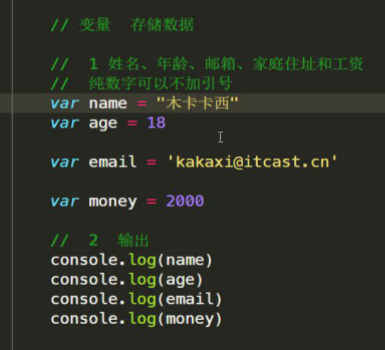 // 变量 存储数据
// 1 姓名、年龄、邮箱、家庭住址和工资
// 纯数字可以不加引号
var name = "木卡卡西"
var age = 18
var email = 'kakaxi@itcast.cn'
var money = 2000
// 2 输出
console.log(name)
console.log(age)
console.log(email)
console.log(money)